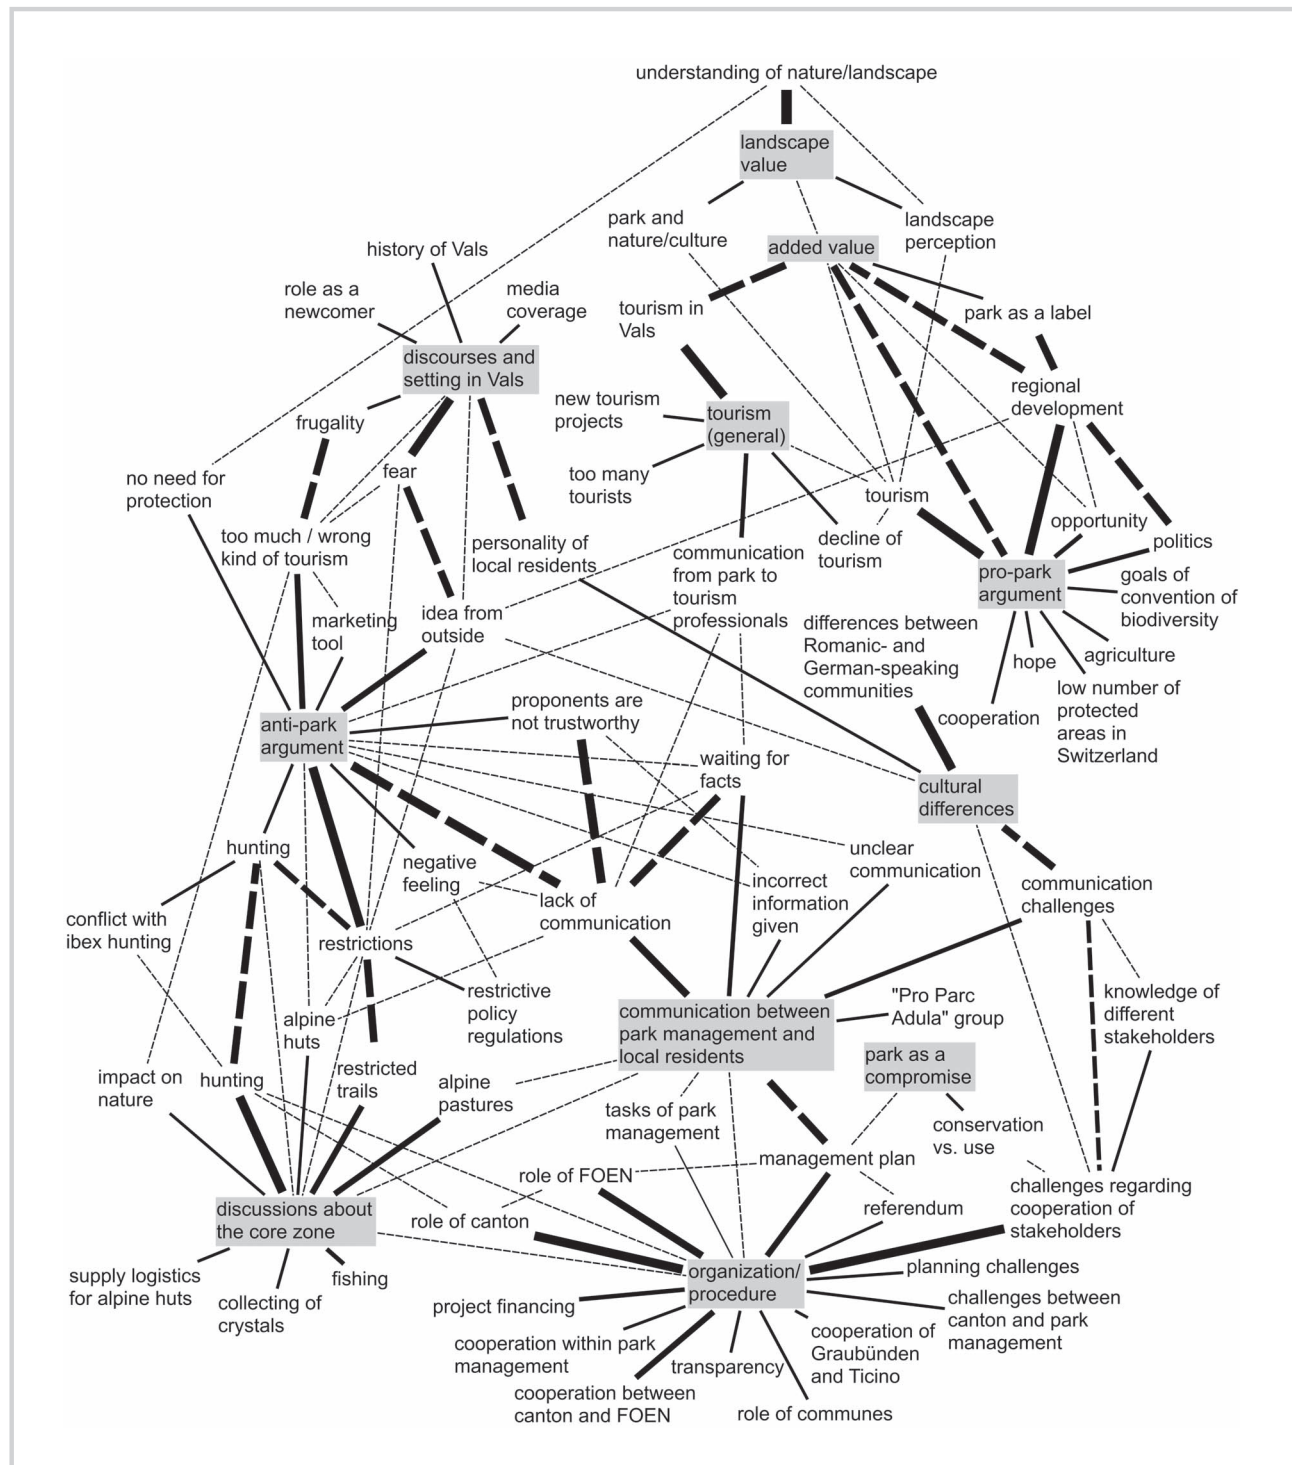 understanding of nature/landscape
landscape
value
park and
nature/culture
landscape
perception
added value
history of Vals
role as a
newcomer
media
coverage
tourism in
Vals
park as a label
discourses and
setting in Vals
regional
development
new tourism
projects
tourism
(general)
frugality
fear
too many
tourists
no need for
protection
tourism
opportunity
decline of
tourism
politics
too much / wrong
kind of tourism
personality of
local residents
communication
from park to
tourism
professionals
pro-park
argument
goals of
convention of
biodiversity
marketing
tool
idea from
outside
differences between
Romanic- and
German-speaking
communities
hope
agriculture
cooperation
low number of
protected
areas in
Switzerland
proponents are
not trustworthy
anti-park
argument
waiting for
facts
cultural
differences
hunting
negative
feeling
unclear
communication
incorrect
information
given
communication
challenges
lack of
communication
conflict with
ibex hunting
restrictions
restrictive
policy
regulations
alpine
huts
communication between
park management and
local residents
"Pro Parc
Adula" group
knowledge of
different
stakeholders
park as a
compromise
impact on
nature
hunting
restricted
trails
alpine
pastures
tasks of park
management
conservation
vs. use
management plan
role of FOEN
referendum
challenges regarding
cooperation of
stakeholders
discussions about
the core zone
role of canton
supply logistics
for alpine huts
collecting of
crystals
fishing
organization/
procedure
planning challenges
project financing
challenges between
canton and park
management
cooperation within park
management
transparency
cooperation of
Graubünden
and Ticino
cooperation between
canton and FOEN
role of communes